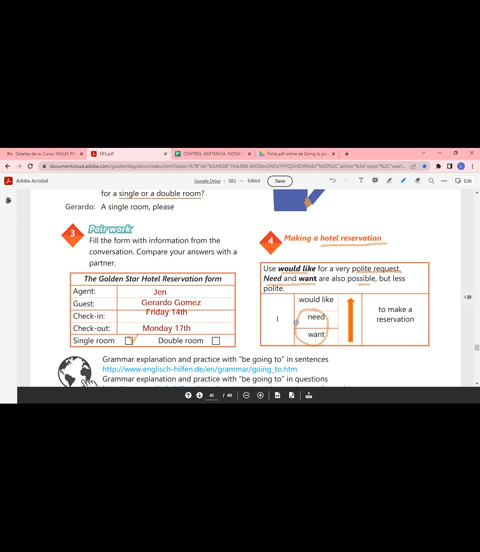 Detalles de su Curso: INGLES P1
SB3.pdf
CONTROL ASISTENCIA, NOTAS
Ficha pdf online de Going to
Adobe Acrobat
Google Drive
SB3
Edited
Save
Edit
for a single or a double room?
Gerardo: A single room, please
3 Pair work
Fill the form with information from the
conversation. Compare your answers with a
partner.
The Golden Star Hotel Reservation form
Agent: Jen
Guest: Gerardo Gomez
Check-in: Friday 14th
Check-out: Monday 17th
Single room Double room
4 Making a hotel reservation
Use would like for a very polite request.
Need and want are also possible, but less
polite.
I
would like
need
want
to make a
reservation
Grammar explanation and practice with "be going to" in sentences
http://www.englisch-hilfen.de/en/grammar/going_to.htm
Grammar explanation and practice with "be going to" in questions
41 / 49